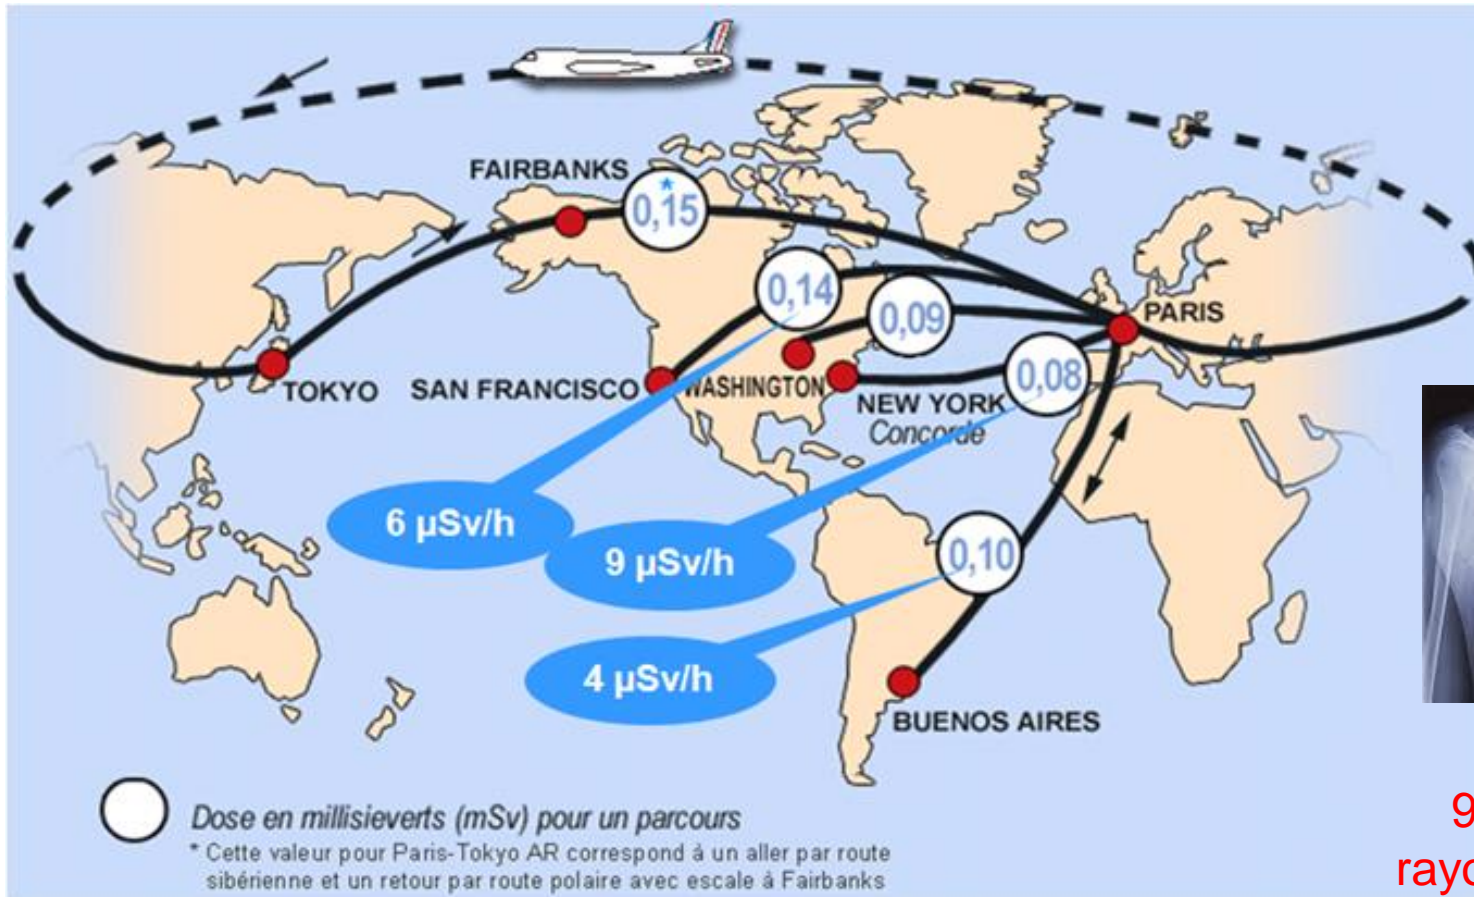 FAIRBANKS
*
0,15
0,14
0,09
PARIS
0,08
TOKYO
SAN FRANCISCO
WASHINGTON
NEW YORK
Concorde
6 µSv/h
9 µSv/h
0,10
4 µSv/h
BUENOS AIRES
Dose en millisieverts (mSv) pour un parcours
* Cette valeur pour Paris-Tokyo AR correspond à un aller par route
sibérienne et un retour par route polaire avec escale à Fairbanks
9